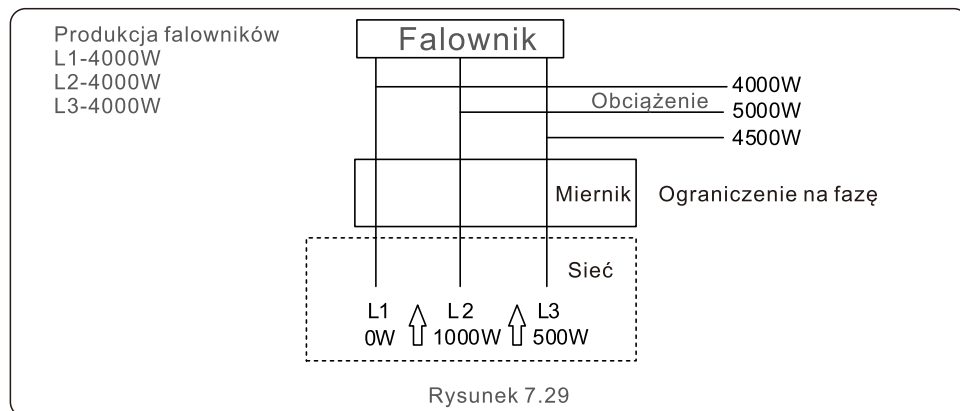 Produkcja falowników
L1-4000W
L2-4000W
L3-4000W
Falownik
4000W
Obciążenie
5000W
4500W
Miernik
Ograniczenie na fazę
Sieć
L1 L2 L3
0W 1000W 500W
Rysunek 7.29